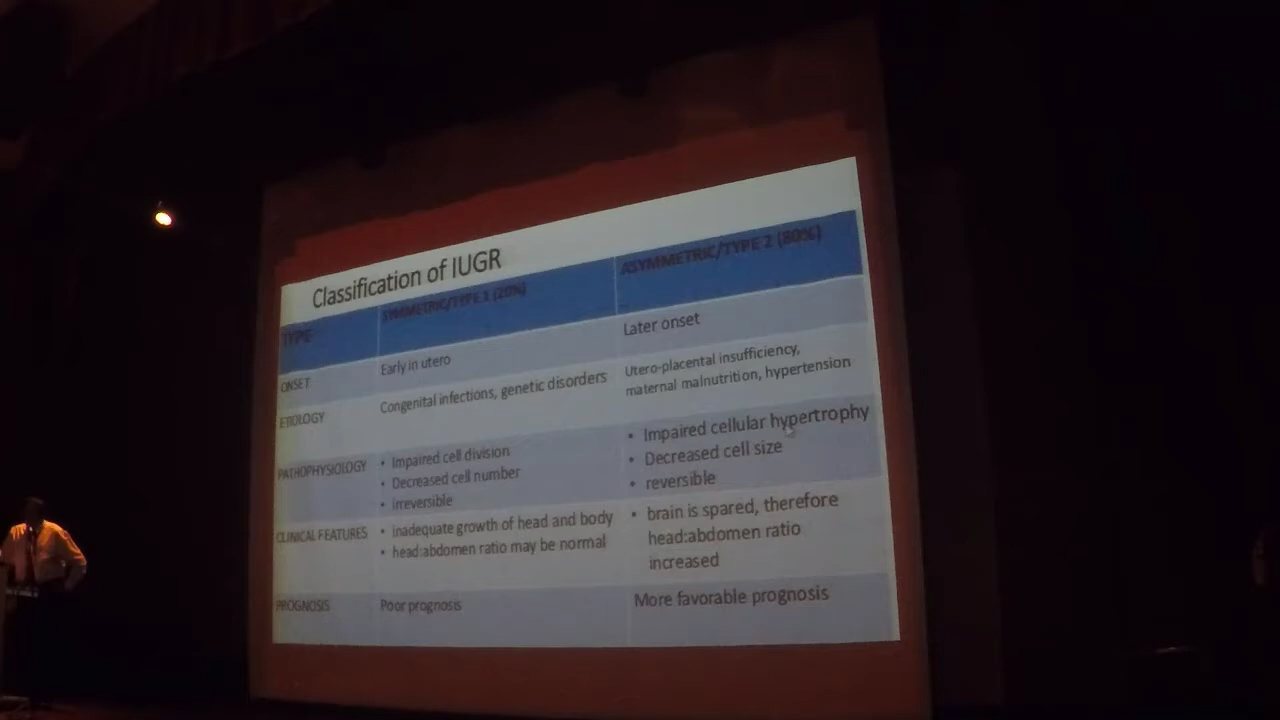 Classification of IUGR
TYPE
SYMMETRIC/TYPE 1 (20%)
ASYMMETRIC/TYPE 2 (80%)
ONSET
Early in utero
Later onset
ETIOLOGY
Congenital infections, genetic disorders
Utero-placental insufficiency,
maternal malnutrition, hypertension
PATHOPHYSIOLOGY
• Impaired cell division
• Decreased cell number
• irreversible
• Impaired cellular hypertrophy
• Decreased cell size
• reversible
CLINICAL FEATURES
• inadequate growth of head and body
• head:abdomen ratio may be normal
• brain is spared, therefore
head:abdomen ratio
increased
PROGNOSIS
Poor prognosis
More favorable prognosis